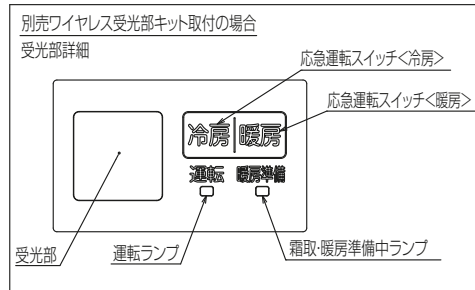 別売ワイヤレス受光部キット取付の場合
受光部詳細
応急運転スイッチ<冷房>
応急運転スイッチ<暖房>
冷房 暖房
運転 暖房準備
受光部
運転ランプ
霜取･暖房準備中ランプ